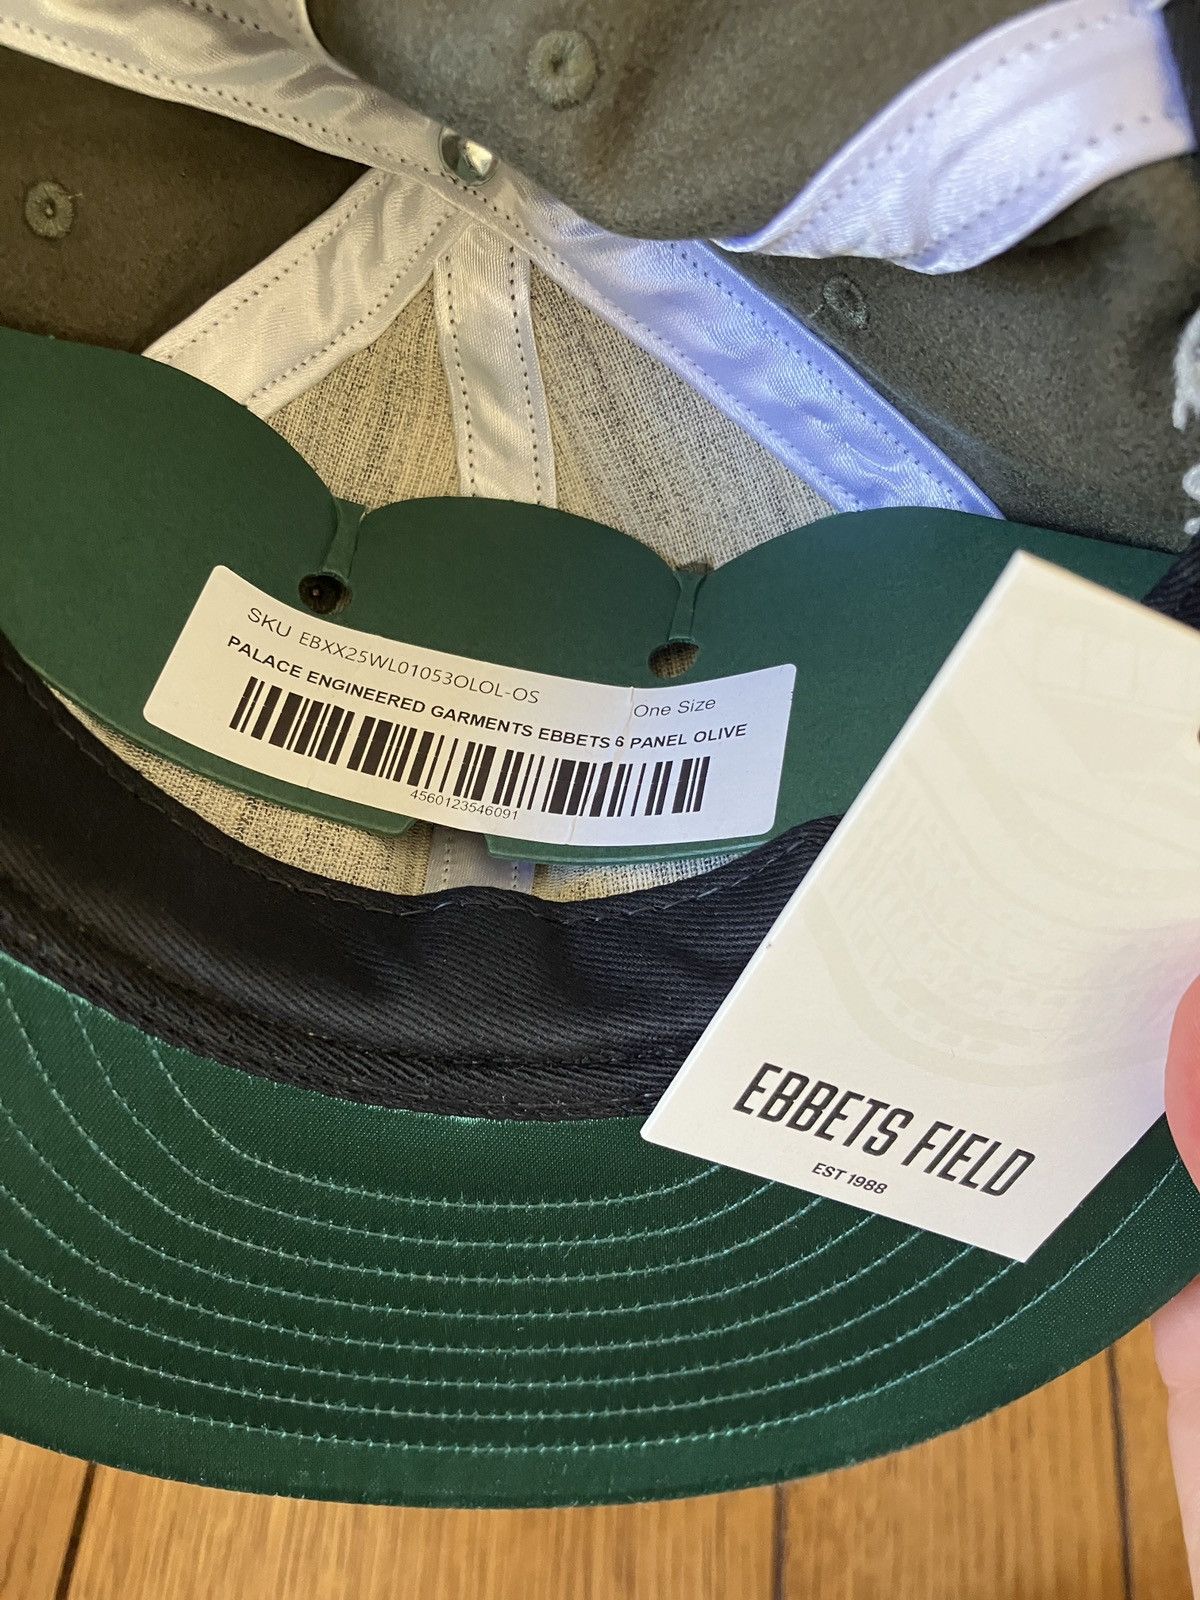 SKU EBXX25WL01053OLOL-OS
One Size
PALACE ENGINEERED GARMENTS EBBETS 6 PANEL OLIVE
4560123546091
EBBETS FIELD
EST 1988